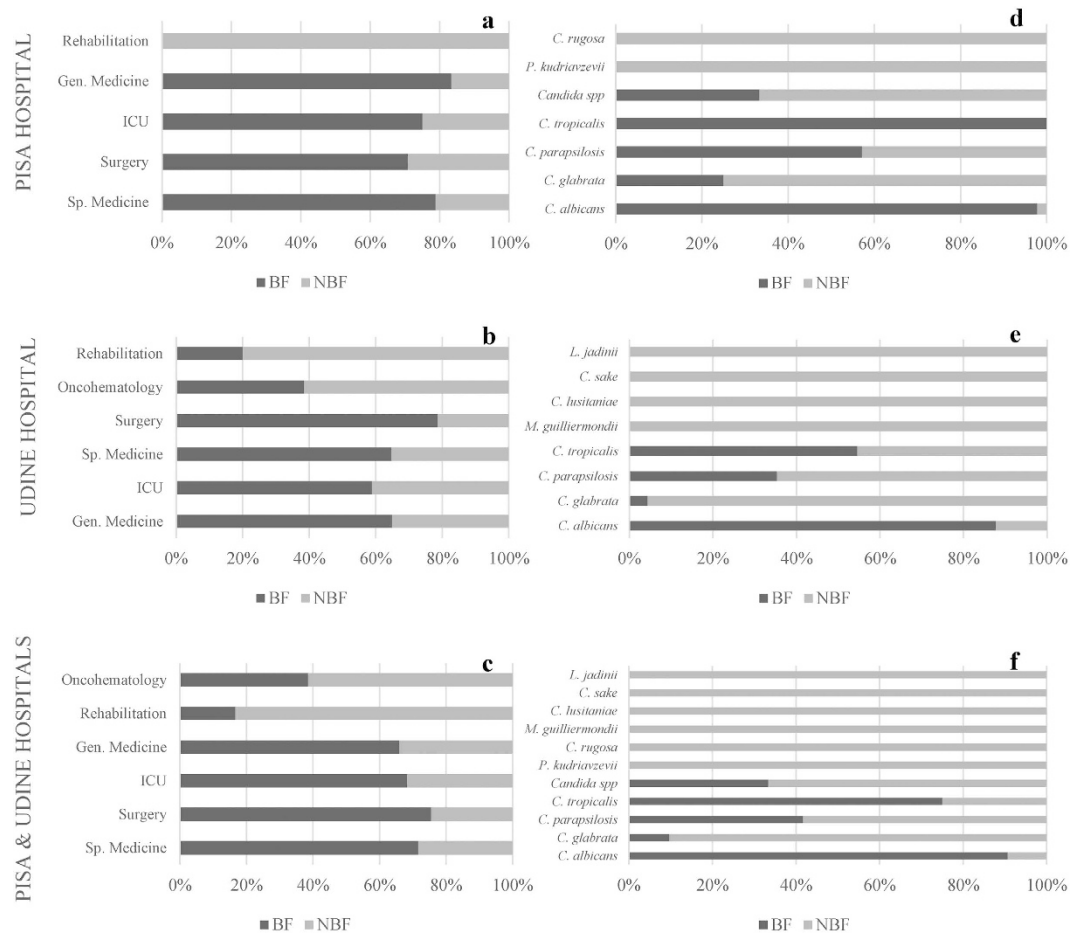 PISA HOSPITAL
a
Rehabilitation
Gen. Medicine
ICU
Surgery
Sp. Medicine
0% 20% 40% 60% 80% 100%
BF NBF
d
C. rugosa
P. kudriavzevii
Candida spp
C. tropicalis
C. parapsilosis
C. glabrata
C. albicans
0% 20% 40% 60% 80% 100%
BF NBF
UDINE HOSPITAL
b
Rehabilitation
Oncohematology
Surgery
Sp. Medicine
ICU
Gen. Medicine
0% 20% 40% 60% 80% 100%
BF NBF
e
L. jadinii
C. sake
C. lusitaniae
M. guilliermondii
C. tropicalis
C. parapsilosis
C. glabrata
C. albicans
0% 20% 40% 60% 80% 100%
BF NBF
PISA & UDINE HOSPITALS
c
Oncohematology
Rehabilitation
Gen. Medicine
ICU
Surgery
Sp. Medicine
0% 20% 40% 60% 80% 100%
BF NBF
f
L. jadinii
C. sake
C. lusitaniae
M. guilliermondii
C. rugosa
P. kudriavzevii
Candida spp
C. tropicalis
C. parapsilosis
C. glabrata
C. albicans
0% 20% 40% 60% 80% 100%
BF NBF